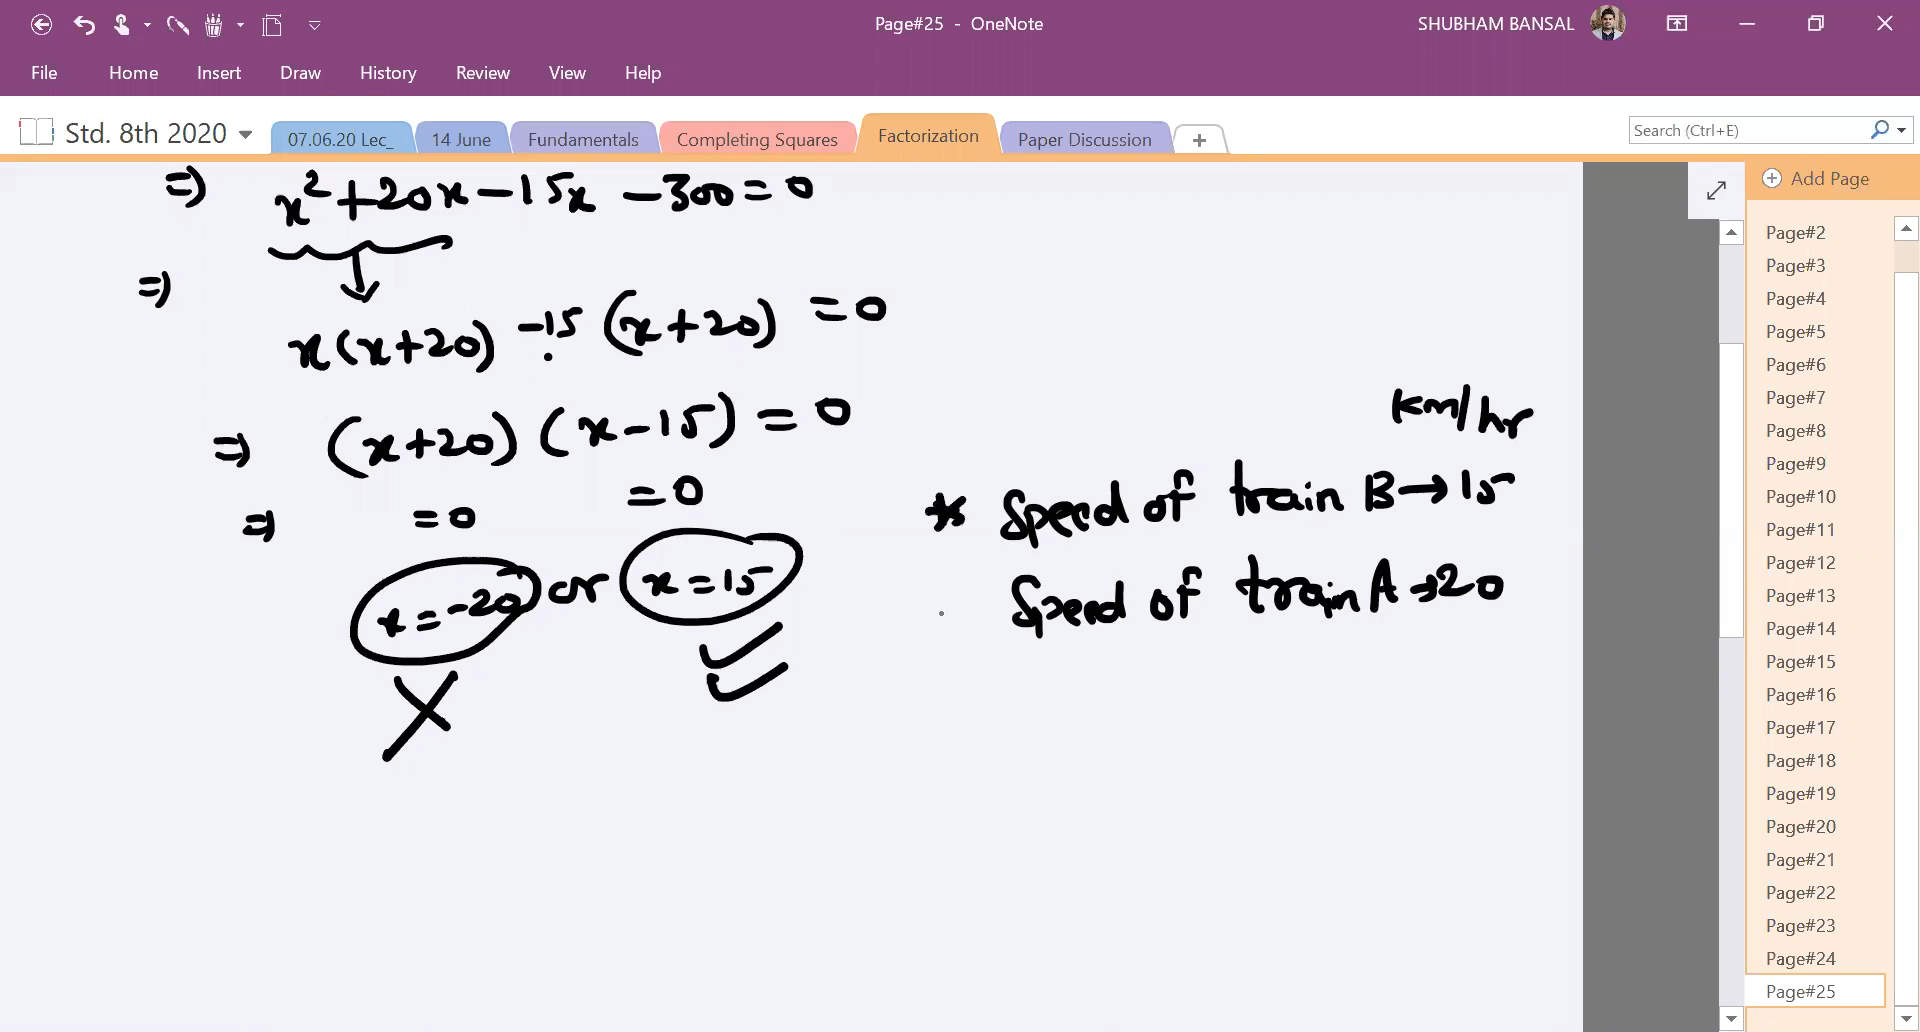 Page#25 - OneNote
SHUBHAM BANSAL
File Home Insert Draw History Review View Help
Std. 8th 2020
07.06.20 Lec_
14 June
Fundamentals
Completing Squares
Factorization
Paper Discussion
+
Search (Ctrl+E)
⇒ x²+20x-15x-300=0
⇒
x(x+20) -15 (x+20) =0
⇒ (x+20) (x-15) = 0
⇒ =0 =0
x=-20 or x=15
km/hr
* Speed of train B→15
Speed of train A→20
Add Page
Page#2
Page#3
Page#4
Page#5
Page#6
Page#7
Page#8
Page#9
Page#10
Page#11
Page#12
Page#13
Page#14
Page#15
Page#16
Page#17
Page#18
Page#19
Page#20
Page#21
Page#22
Page#23
Page#24
Page#25